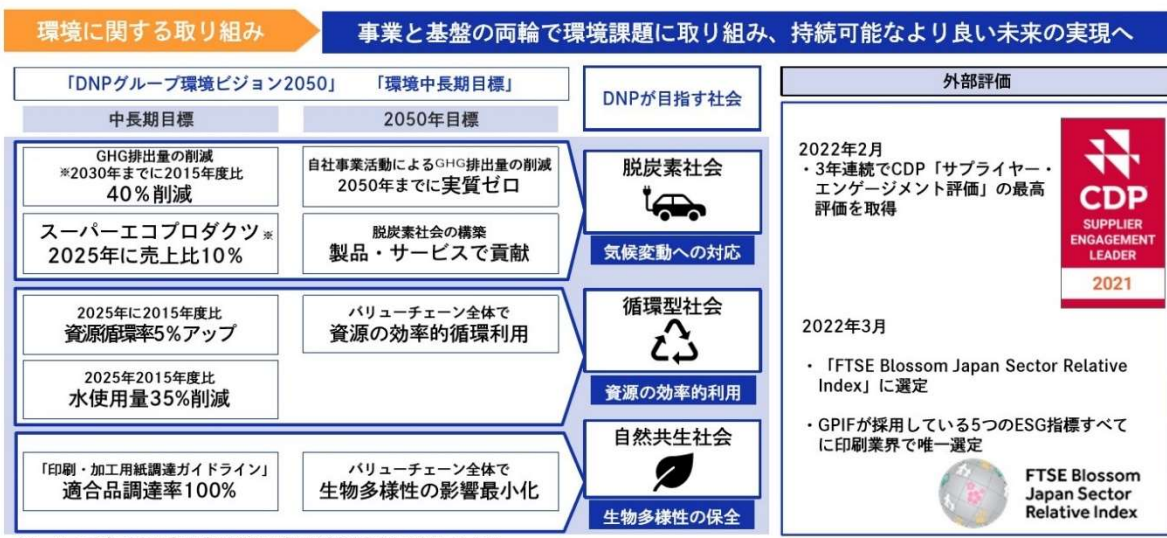 環境に関する取り組み
事業と基盤の両輪で環境課題に取り組み、持続可能なより良い未来の実現へ
「DNPグループ環境ビジョン2050」 「環境中長期目標」
中長期目標
2050年目標
DNPが目指す社会
GHG排出量の削減
※2030年までに2015年度比
40%削減
自社事業活動によるGHG排出量の削減
2050年までに実質ゼロ
スーパーエコプロダクツ※
2025年に売上比10%
脱炭素社会の構築
製品・サービスで貢献
脱炭素社会
気候変動への対応
2025年に2015年度比
資源循環率5%アップ
バリューチェーン全体で
資源の効率的循環利用
2025年2015年度比
水使用量35%削減
循環型社会
資源の効率的利用
「印刷・加工用紙調達ガイドライン」
適合品調達率100%
バリューチェーン全体で
生物多様性の影響最小化
自然共生社会
生物多様性の保全
外部評価
2022年2月
・3年連続でCDP「サプライヤー・
エンゲージメント評価」の最高
評価を取得
CDP
SUPPLIER
ENGAGEMENT
LEADER
2021
2022年3月
・「FTSE Blossom Japan Sector Relative
Index」に選定
・GPIFが採用している5つのESG指標すべて
に印刷業界で唯一選定
FTSE Blossom
Japan Sector
Relative Index